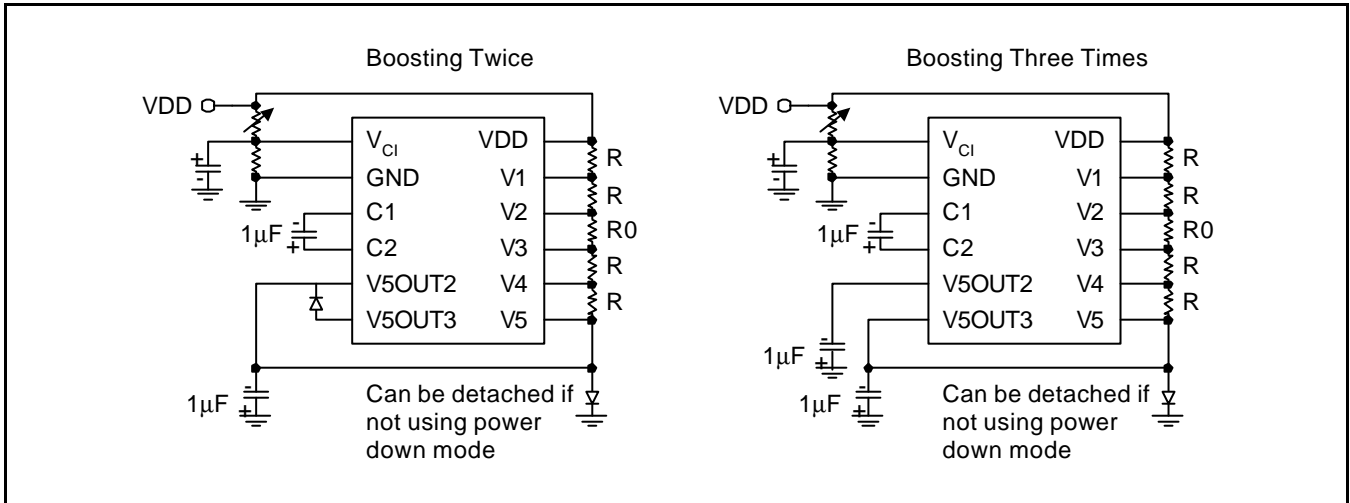 Boosting Twice
VDD
V_CI VDD
GND V1
C1 V2
C2 V3
V5OUT2 V4
V5OUT3 V5
R
R
R0
R
R
+
-
-
1μF
+
-
1μF
+
Can be detached if
not using power
down mode
Boosting Three Times
VDD
V_CI VDD
GND V1
C1 V2
C2 V3
V5OUT2 V4
V5OUT3 V5
R
R
R0
R
R
+
-
-
1μF
+
-
1μF
+
-
1μF
+
Can be detached if
not using power
down mode